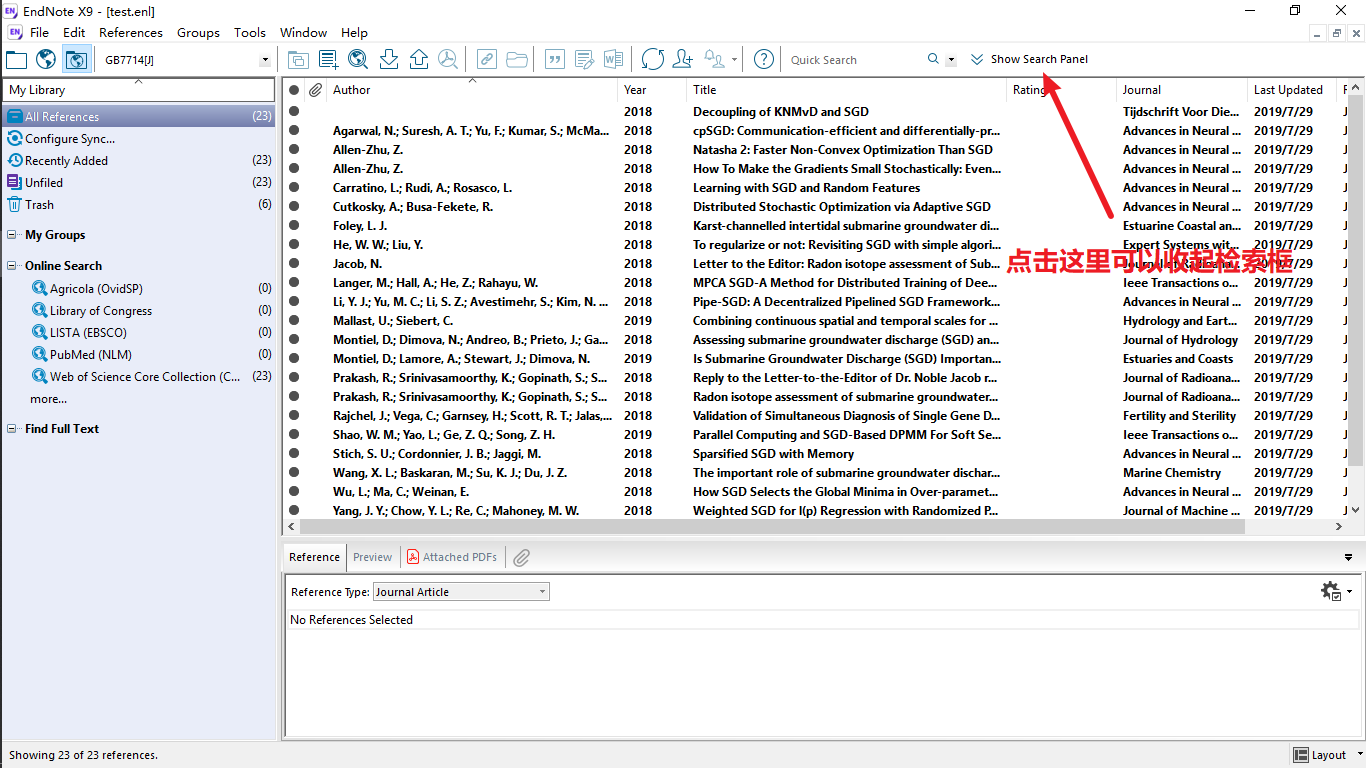 EndNote X9 - [test.enl]
File Edit References Groups Tools Window Help
GB7714[J] Quick Search Show Search Panel
My Library
All References (23)
Configure Sync...
Recently Added (23)
Unfiled (23)
Trash (6)
My Groups
Online Search
Agricola (OvidSP) (0)
Library of Congress (0)
LISTA (EBSCO) (0)
PubMed (NLM) (0)
Web of Science Core Collection (C... (23)
more...
Find Full Text
Author Year Title Rating Journal Last Updated
2018 Decoupling of KNMvD and SGD Tijdschrift Voor Die... 2019/7/29
Agarwal, N.; Suresh, A. T.; Yu, F.; Kumar, S.; McMa... 2018 cpSGD: Communication-efficient and differentially-pr... Advances in Neural ... 2019/7/29
Allen-Zhu, Z. 2018 Natasha 2: Faster Non-Convex Optimization Than SGD Advances in Neural ... 2019/7/29
Allen-Zhu, Z. 2018 How To Make the Gradients Small Stochastically: Even... Advances in Neural ... 2019/7/29
Carratino, L.; Rudi, A.; Rosasco, L. 2018 Learning with SGD and Random Features Advances in Neural ... 2019/7/29
Cutkosky, A.; Busa-Fekete, R. 2018 Distributed Stochastic Optimization via Adaptive SGD Advances in Neural ... 2019/7/29
Foley, L. J. 2018 Karst-channelled intertidal submarine groundwater di... Estuarine Coastal an... 2019/7/29
He, W. W.; Liu, Y. 2018 To regularize or not: Revisiting SGD with simple algori... Expert Systems wit... 2019/7/29
点击这里可以收起检索框
Jacob, N. 2018 Letter to the Editor: Radon isotope assessment of Sub... Journal of Radioana... 2019/7/29
Langer, M.; Hall, A.; He, Z.; Rahayu, W. 2018 MPCA SGD-A Method for Distributed Training of Dee... Ieee Transactions o... 2019/7/29
Li, Y. J.; Yu, M. C.; Li, S. Z.; Avestimehr, S.; Kim, N. ... 2018 Pipe-SGD: A Decentralized Pipelined SGD Framework... Advances in Neural ... 2019/7/29
Mallast, U.; Siebert, C. 2019 Combining continuous spatial and temporal scales for ... Hydrology and Eart... 2019/7/29
Montiel, D.; Dimova, N.; Andreo, B.; Prieto, J.; Ga... 2018 Assessing submarine groundwater discharge (SGD) an... Journal of Hydrology 2019/7/29
Montiel, D.; Lamore, A.; Stewart, J.; Dimova, N. 2019 Is Submarine Groundwater Discharge (SGD) Importan... Estuaries and Coasts 2019/7/29
Prakash, R.; Srinivasamoorthy, K.; Gopinath, S.; S... 2018 Reply to the Letter-to-the-Editor of Dr. Noble Jacob r... Journal of Radioana... 2019/7/29
Prakash, R.; Srinivasamoorthy, K.; Gopinath, S.; S... 2018 Radon isotope assessment of submarine groundwater... Journal of Radioana... 2019/7/29
Rajchel, J.; Vega, C.; Garnsey, H.; Scott, R. T.; Jalas,... 2018 Validation of Simultaneous Diagnosis of Single Gene D... Fertility and Sterility 2019/7/29
Shao, W. M.; Yao, L.; Ge, Z. Q.; Song, Z. H. 2019 Parallel Computing and SGD-Based DPMM For Soft Se... Ieee Transactions o... 2019/7/29
Stich, S. U.; Cordonnier, J. B.; Jaggi, M. 2018 Sparsified SGD with Memory Advances in Neural ... 2019/7/29
Wang, X. L.; Baskaran, M.; Su, K. J.; Du, J. Z. 2018 The important role of submarine groundwater dischar... Marine Chemistry 2019/7/29
Wu, L.; Ma, C.; Weinan, E. 2018 How SGD Selects the Global Minima in Over-paramet... Advances in Neural ... 2019/7/29
Yang, J. Y.; Chow, Y. L.; Re, C.; Mahoney, M. W. 2018 Weighted SGD for l(p) Regression with Randomized P... Journal of Machine ... 2019/7/29
Reference Preview Attached PDFs
Reference Type: Journal Article
No References Selected
Showing 23 of 23 references. Layout